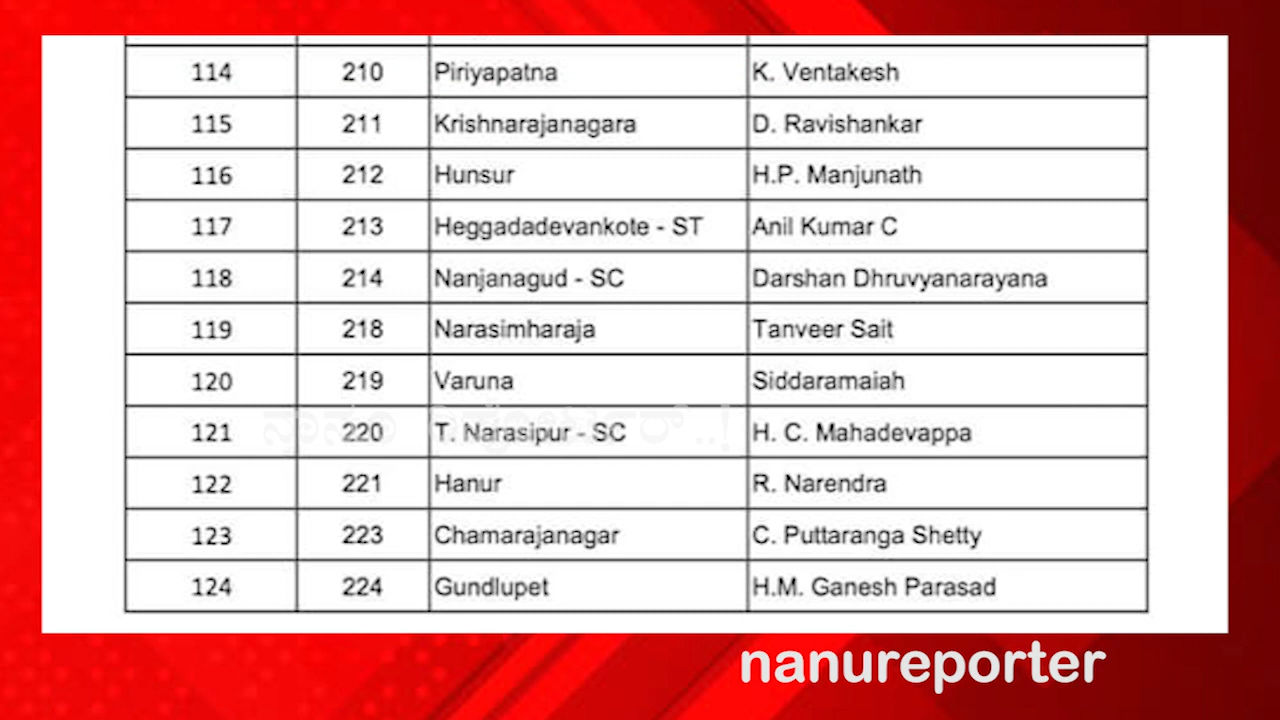 114 210 Piriyapatna K. Ventakesh
115 211 Krishnarajanagara D. Ravishankar
116 212 Hunsur H.P. Manjunath
117 213 Heggadadevankote - ST Anil Kumar C
118 214 Nanjanagud - SC Darshan Dhruvyanarayana
119 218 Narasimharaja Tanveer Sait
120 219 Varuna Siddaramaiah
121 220 T. Narasipur - SC H. C. Mahadevappa
122 221 Hanur R. Narendra
123 223 Chamarajanagar C. Puttaranga Shetty
124 224 Gundlupet H.M. Ganesh Parasad
nanureporter